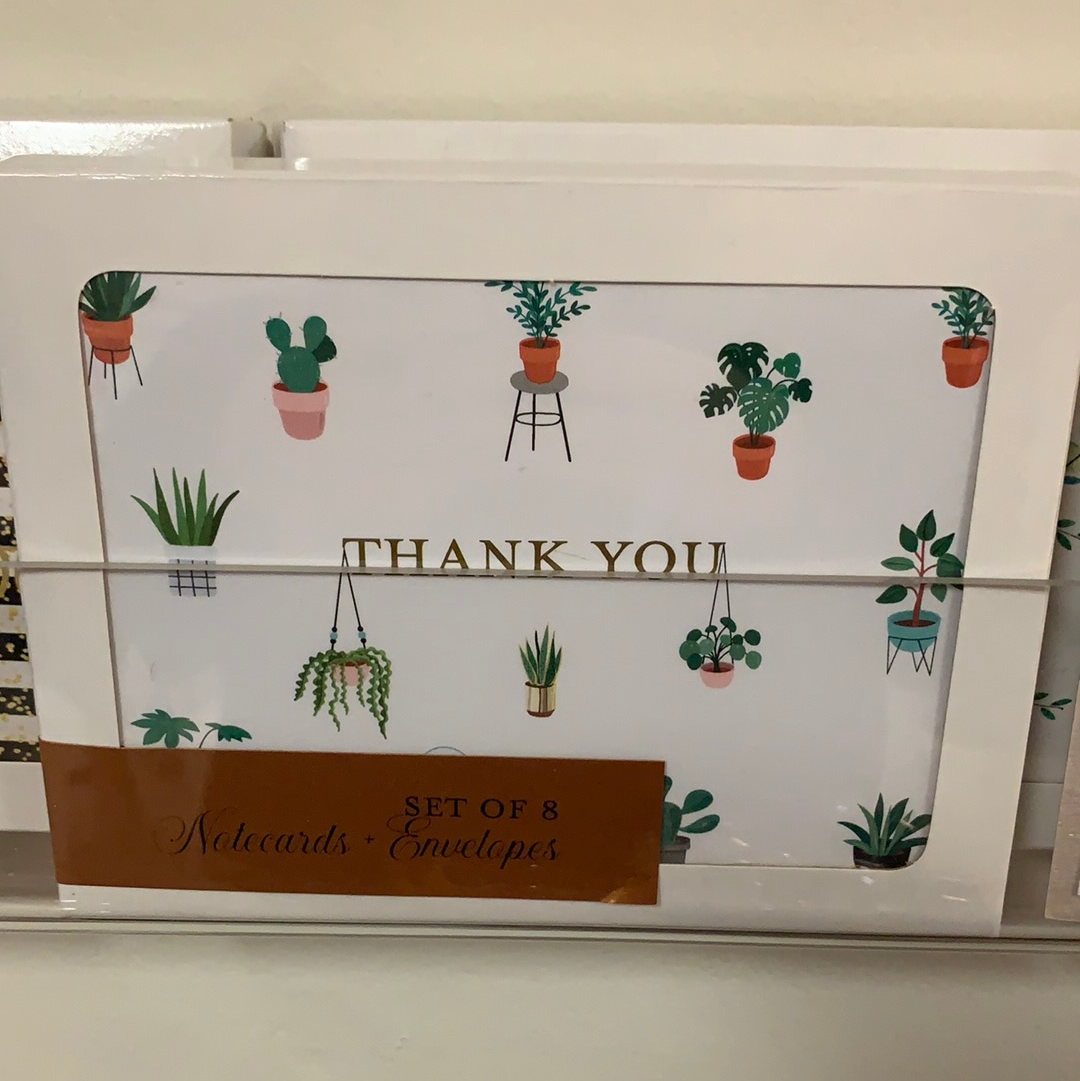 THANK YOU
SET OF 8
Notecards + Envelopes